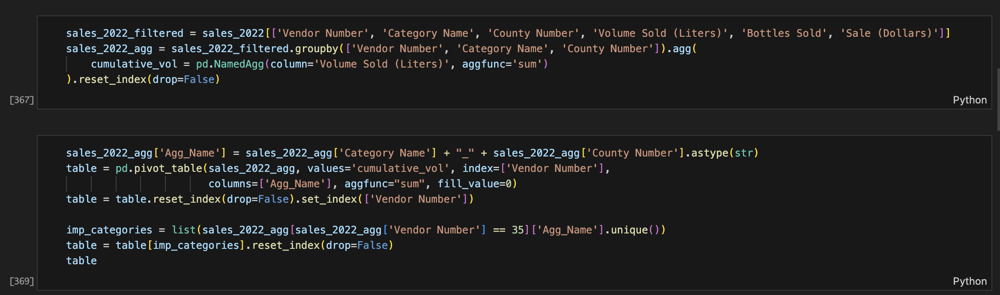 sales_2022_filtered = sales_2022[['Vendor Number', 'Category Name', 'County Number', 'Volume Sold (Liters)', 'Bottles Sold', 'Sale (Dollars)']]
sales_2022_agg = sales_2022_filtered.groupby(['Vendor Number', 'Category Name', 'County Number']).agg(
    cumulative_vol = pd.NamedAgg(column='Volume Sold (Liters)', aggfunc='sum')
).reset_index(drop=False)
[367]
Python
sales_2022_agg['Agg_Name'] = sales_2022_agg['Category Name'] + "_" + sales_2022_agg['County Number'].astype(str)
table = pd.pivot_table(sales_2022_agg, values='cumulative_vol', index=['Vendor Number'],
                       columns=['Agg_Name'], aggfunc="sum", fill_value=0)
table = table.reset_index(drop=False).set_index(['Vendor Number'])
imp_categories = list(sales_2022_agg[sales_2022_agg['Vendor Number'] == 35]['Agg_Name'].unique())
table = table[imp_categories].reset_index(drop=False)
table
[369]
Python